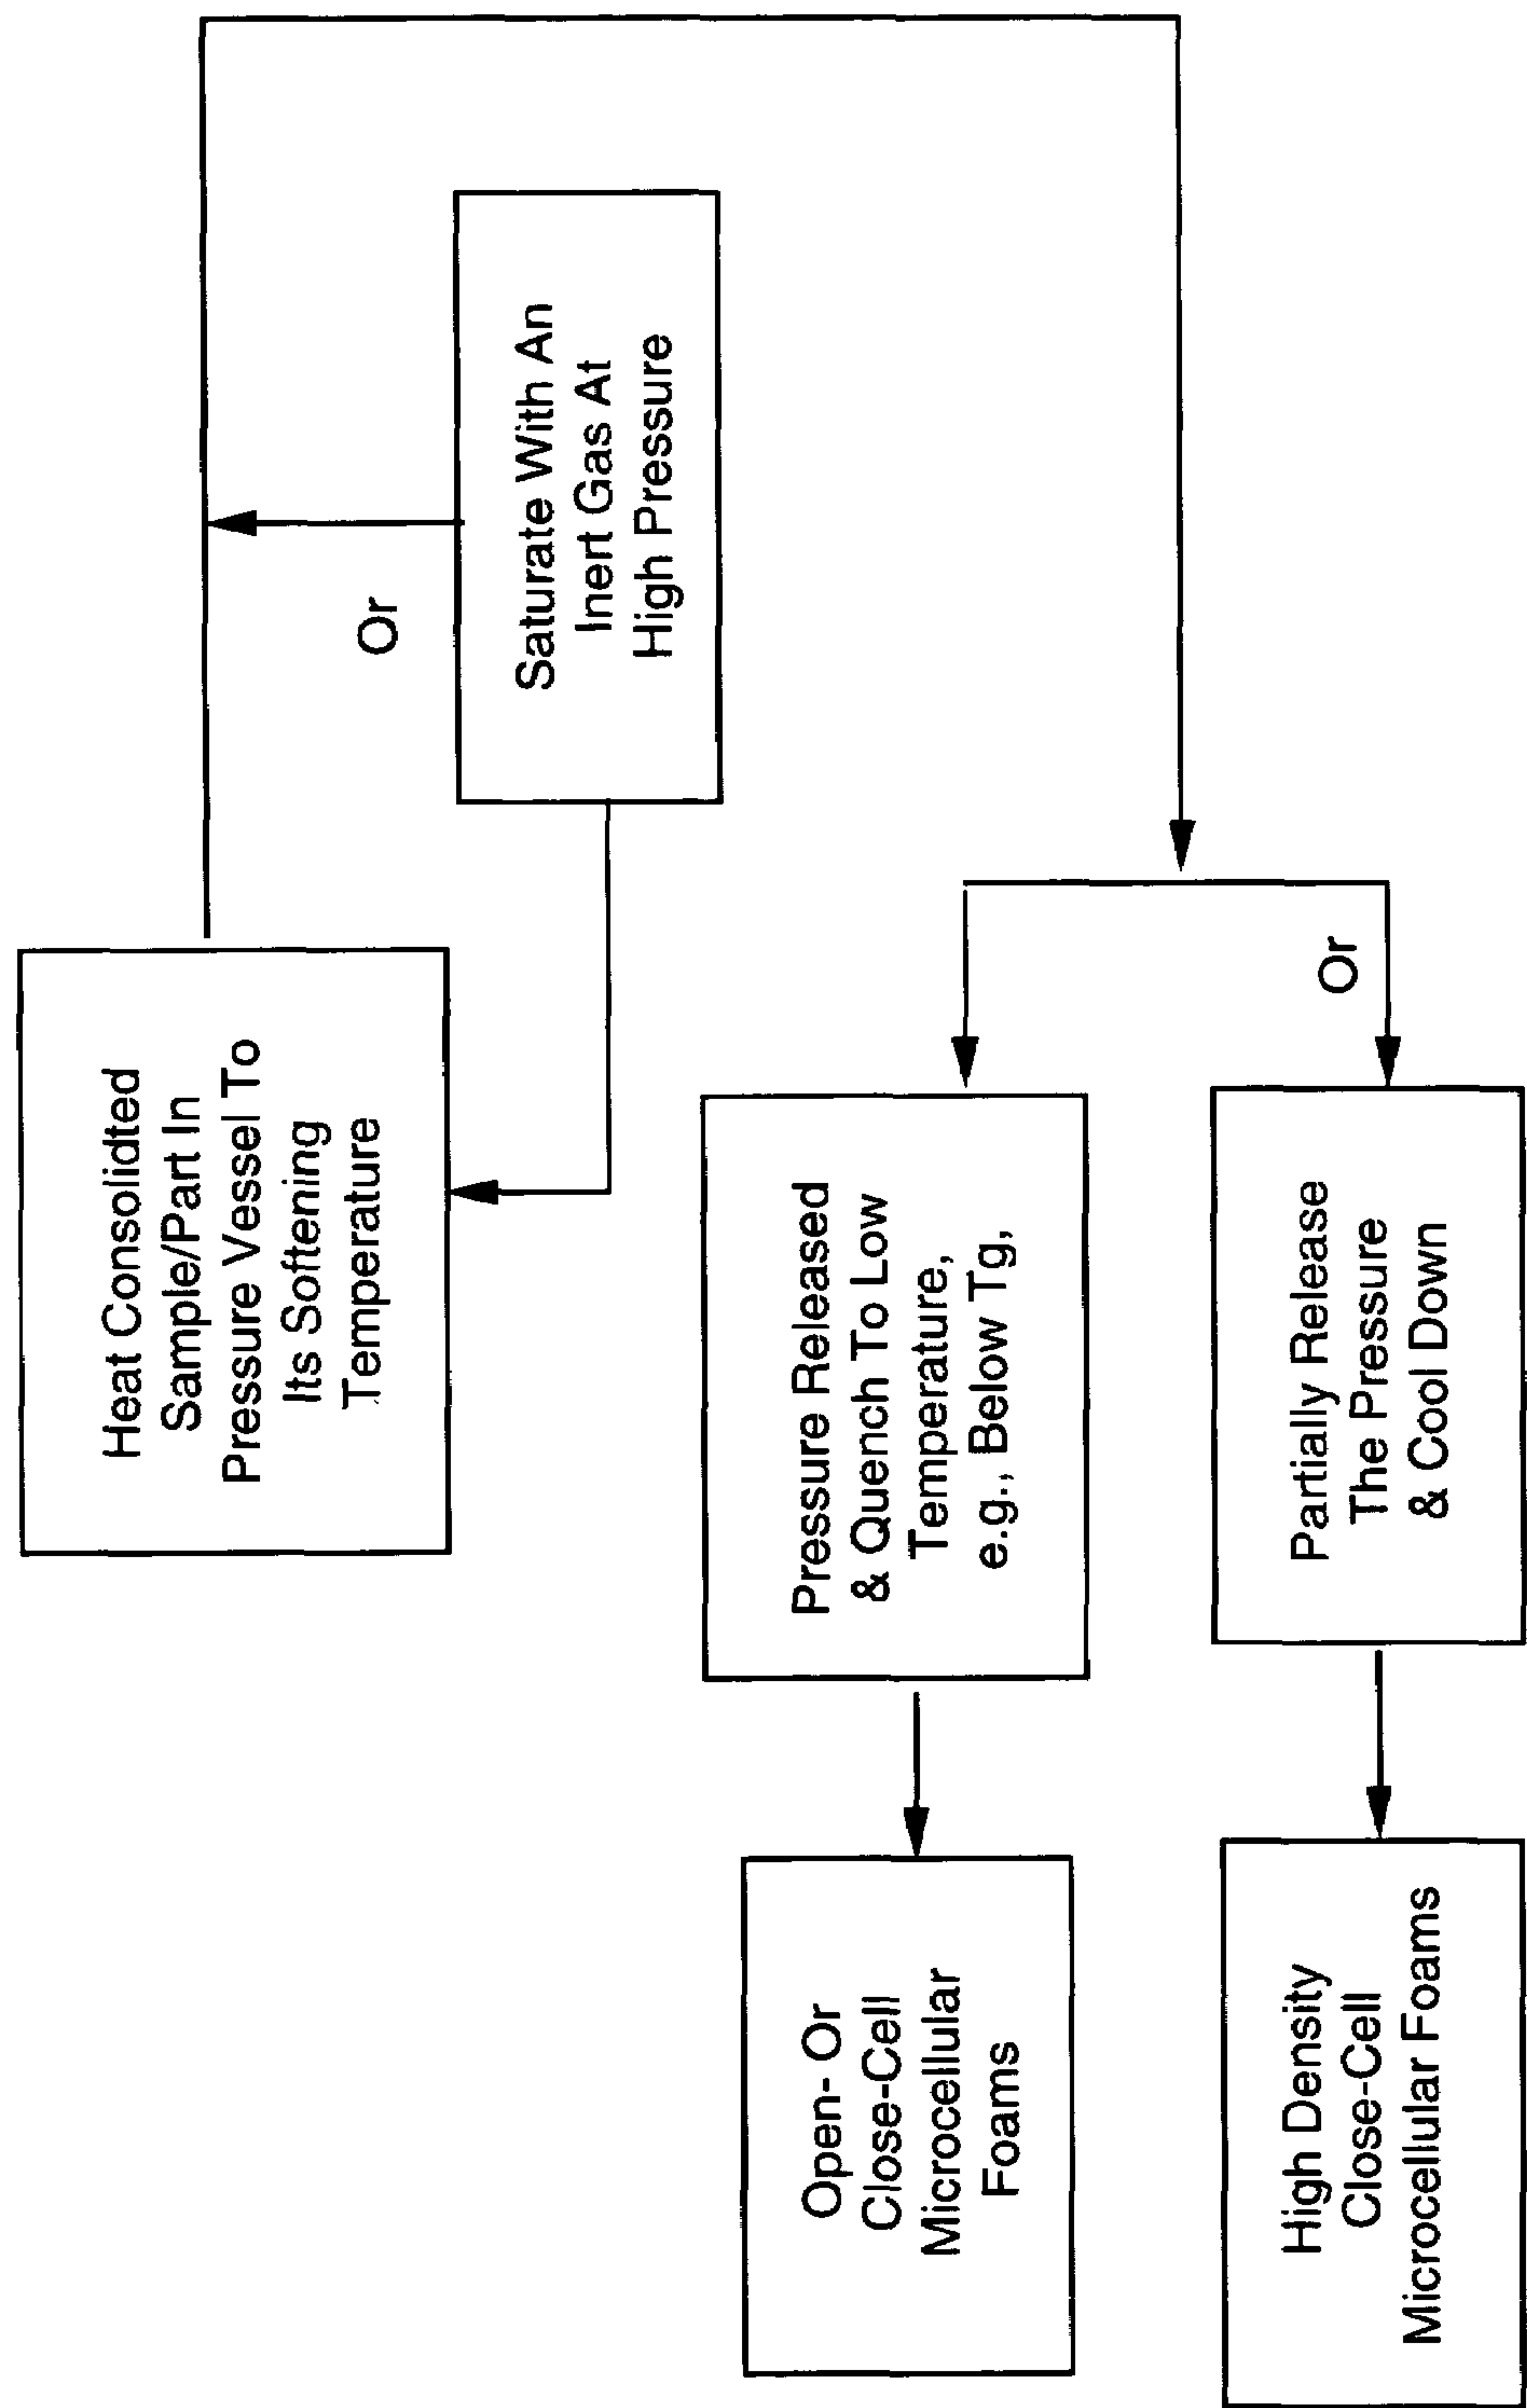 Heat Consolidted
Sample/Part In
Pressure Vessel To
Its Softening
Temperature
Or
Saturate With An
Inert Gas At
High Pressure
Pressure Released
& Quench To Low
Temperature,
e.g., Below Tg,
Or
Partially Release
The Pressure
& Cool Down
Open- Or
Close-Cell
Microcellular
Foams
High Density
Close-Cell
Microcellular Foams